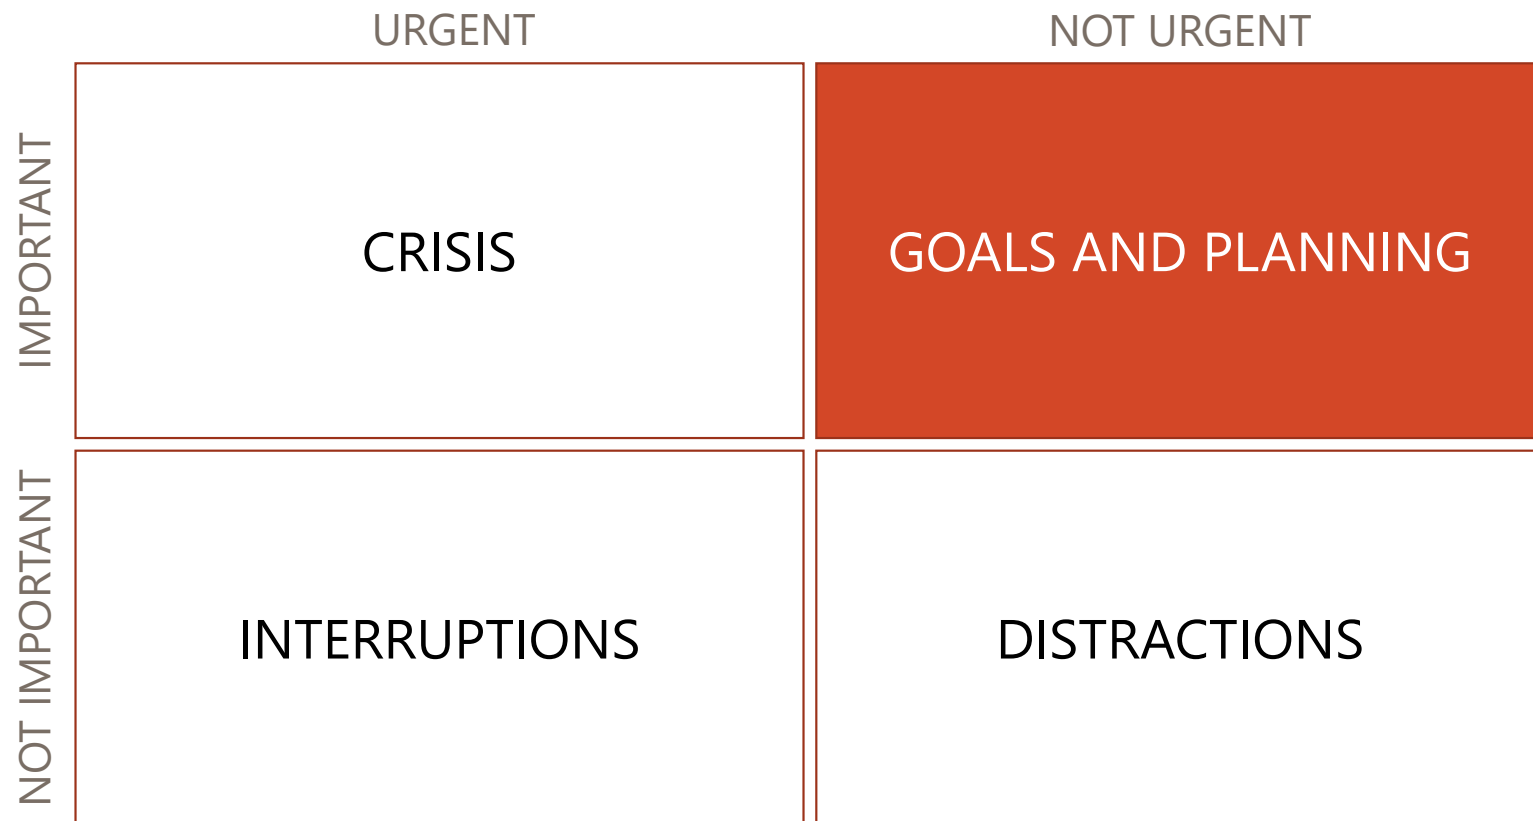 URGENT
NOT URGENT
IMPORTANT
CRISIS
GOALS AND PLANNING
NOT IMPORTANT
INTERRUPTIONS
DISTRACTIONS